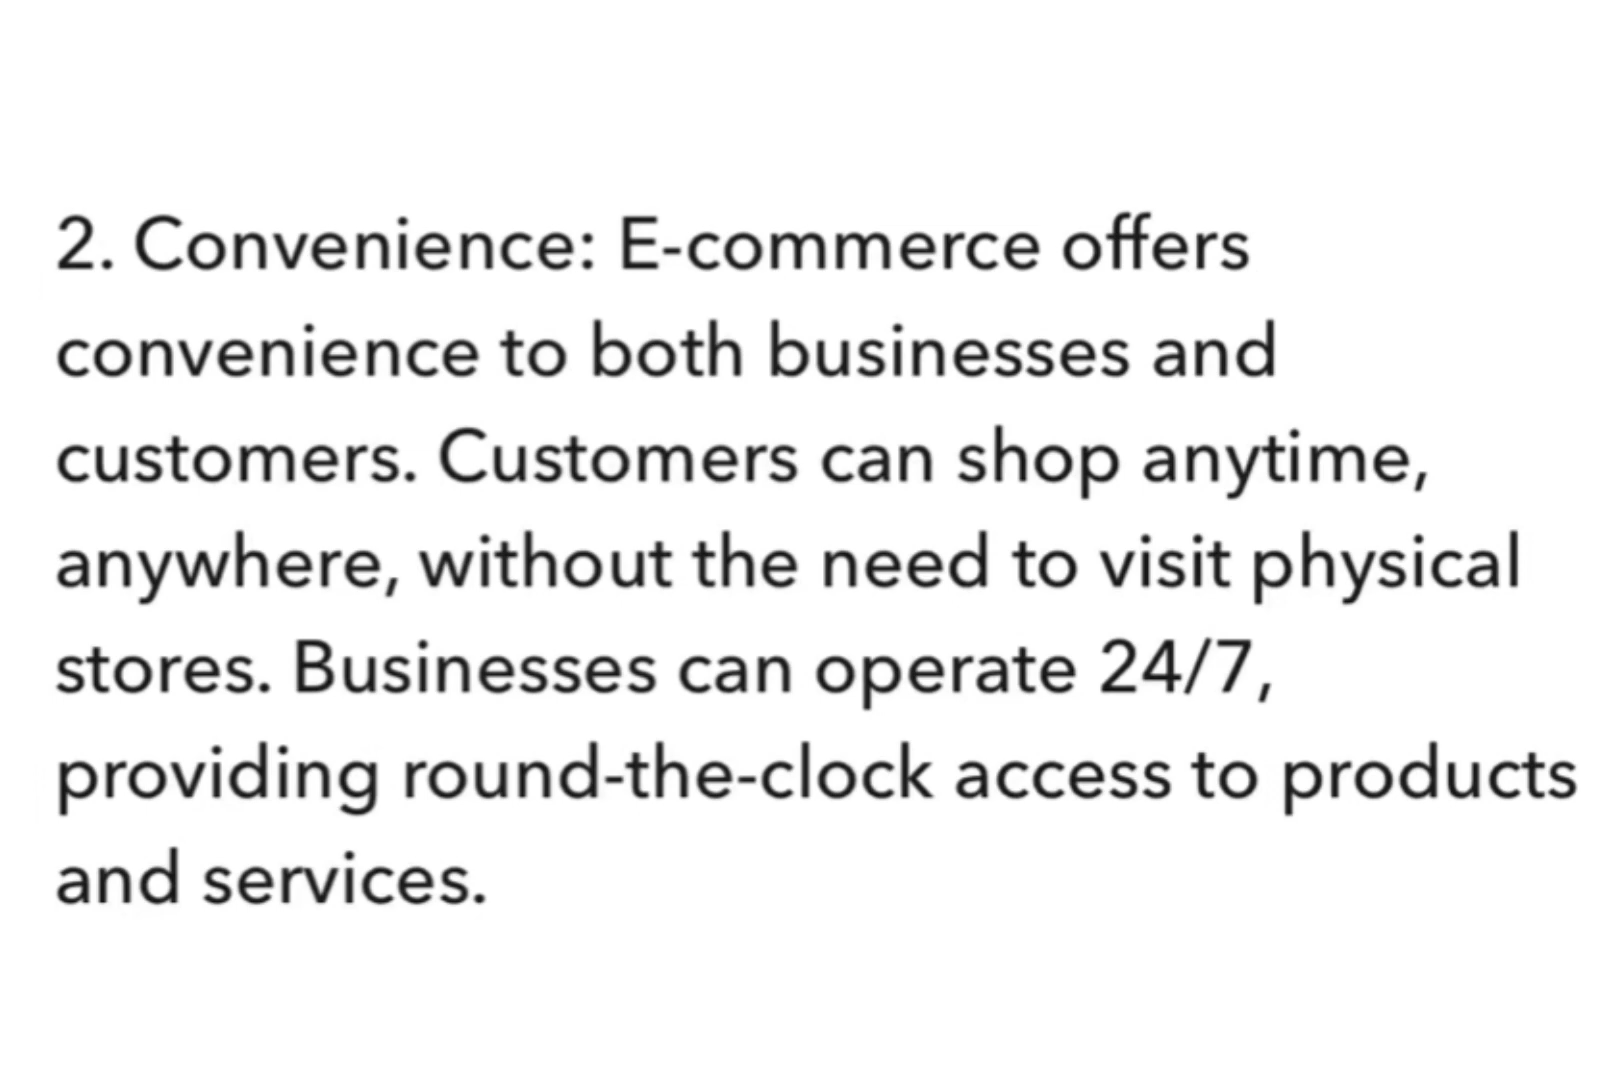 2. Convenience: E-commerce offers
convenience to both businesses and
customers. Customers can shop anytime,
anywhere, without the need to visit physical
stores. Businesses can operate 24/7,
providing round-the-clock access to products
and services.